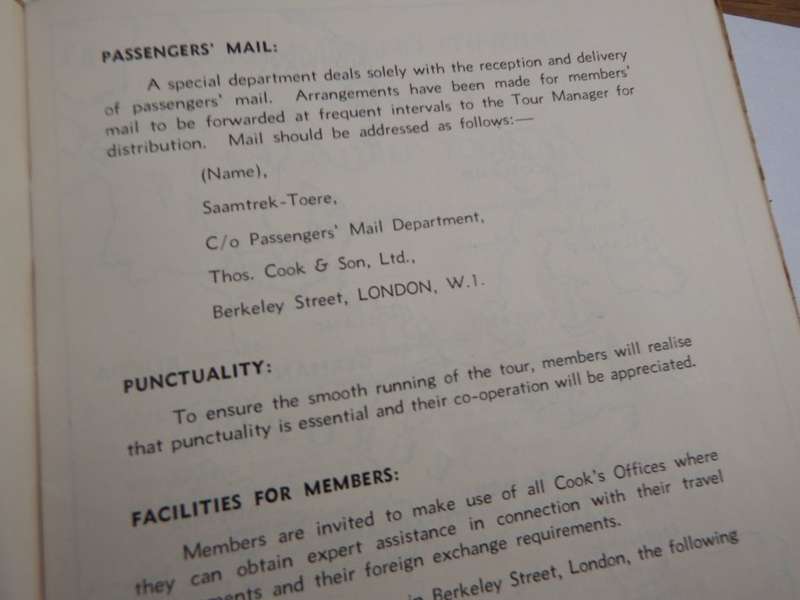 PASSENGERS' MAIL:
A special department deals solely with the reception and delivery
of passengers' mail. Arrangements have been made for members'
mail to be forwarded at frequent intervals to the Tour Manager for
distribution. Mail should be addressed as follows:—
(Name),
Saamtrek-Toere,
C/o Passengers' Mail Department,
Thos. Cook & Son, Ltd.,
Berkeley Street, LONDON, W.1.
PUNCTUALITY:
To ensure the smooth running of the tour, members will realise
that punctuality is essential and their co-operation will be appreciated.
FACILITIES FOR MEMBERS:
Members are invited to make use of all Cook's Offices where
they can obtain expert assistance in connection with their travel
and their foreign exchange requirements.
Berkeley Street, London, the following